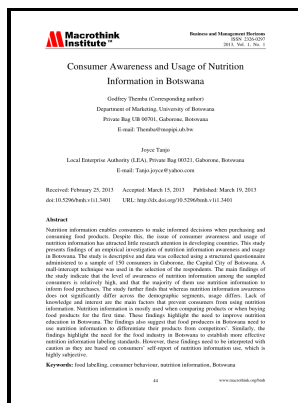 Macrothink
Institute™
Business and Management Horizons
ISSN 2326-0297
2013, Vol. 1, No. 1
Consumer Awareness and Usage of Nutrition
Information in Botswana
Godfrey Themba (Corresponding author)
Department of Marketing, University of Botswana
Private Bag UB 00701, Gaborone, Botswana
E-mail: Themba@mopipi.ub.bw
Joyce Tanjo
Local Enterprise Authority (LEA), Private Bag 00321, Gaborone, Botswana
E-mail: Tanjo.joyce@yahoo.com
Received: February 25, 2013 Accepted: March 15, 2013 Published: March 19, 2013
doi:10.5296/bmh.v1i1.3401 URL: http://dx.doi.org/10.5296/bmh.v1i1.3401
Abstract
Nutrition information enables consumers to make informed decisions when purchasing and
consuming food products. Despite this, the issue of consumer awareness and usage of
nutrition information has attracted little research attention in developing countries. This study
presents findings of an empirical investigation of nutrition information awareness and usage
in Botswana. The study is descriptive and data was collected using a structured questionnaire
administered to a sample of 150 consumers in Gaborone, the Capital City of Botswana. A
mall-intercept technique was used in the selection of the respondents. The main findings of
the study indicate that the level of awareness of nutrition information among the sampled
consumers is relatively high, and that the majority of them use nutrition information to
inform food purchases. The study further finds that whereas nutrition information awareness
does not significantly differ across the demographic segments, usage differs. Lack of
knowledge and interest are the main factors that prevent consumers from using nutrition
information. Nutrition information is mostly used when comparing products or when buying
food products for the first time. These findings highlight the need to improve nutrition
education in Botswana. The findings also suggest that food producers in Botswana need to
use nutrition information to differentiate their products from competitors'. Similarly, the
findings highlight the need for the food industry in Botswana to establish more effective
nutrition information labeling standards. However these findings need to be interpreted with
caution as they are based on consumers' self-report of nutrition information use, which is
highly subjective.
Keywords: food labelling, consumer behaviour, nutrition information, Botswana
44
www.macrothink.org/bmh